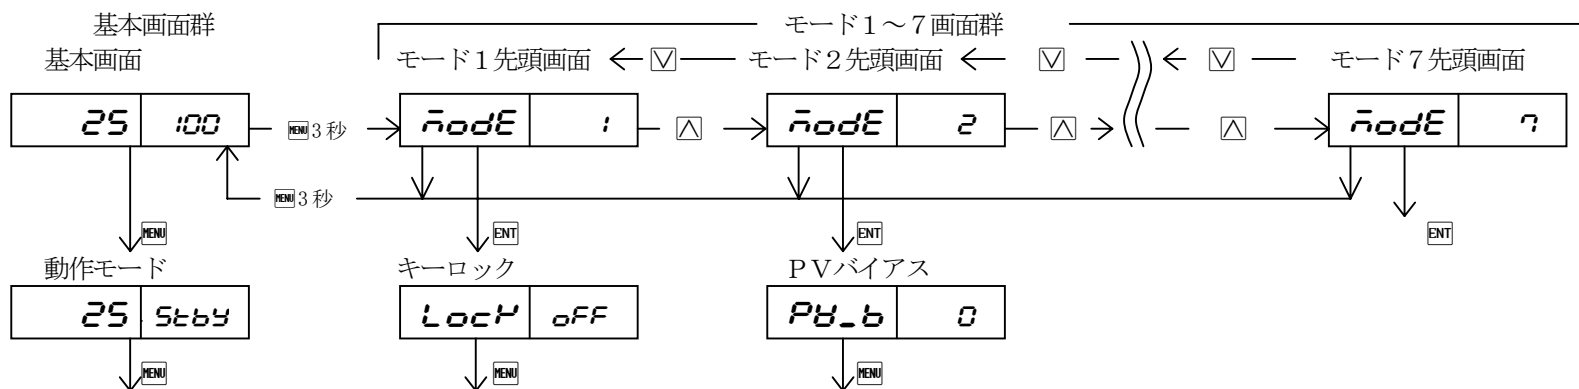 基本画面群 モード1～7画面群
基本画面 モード1先頭画面 モード2先頭画面 モード7先頭画面
25 100 MENU 3秒 modE 1 modE 2 modE 7
MENU 3秒
MENU ENT ENT ENT
動作モード キーロック PVバイアス
25 Stby LocK oFF PV_b 0
MENU MENU MENU